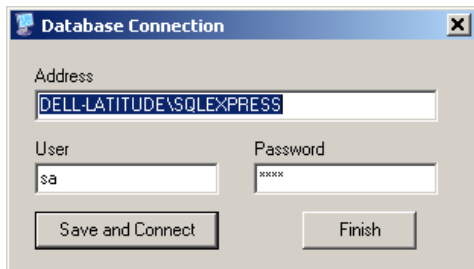 Database Connection
Address
DELL-LATITUDE\SQLEXPRESS
User Password
sa ****
Save and Connect Finish